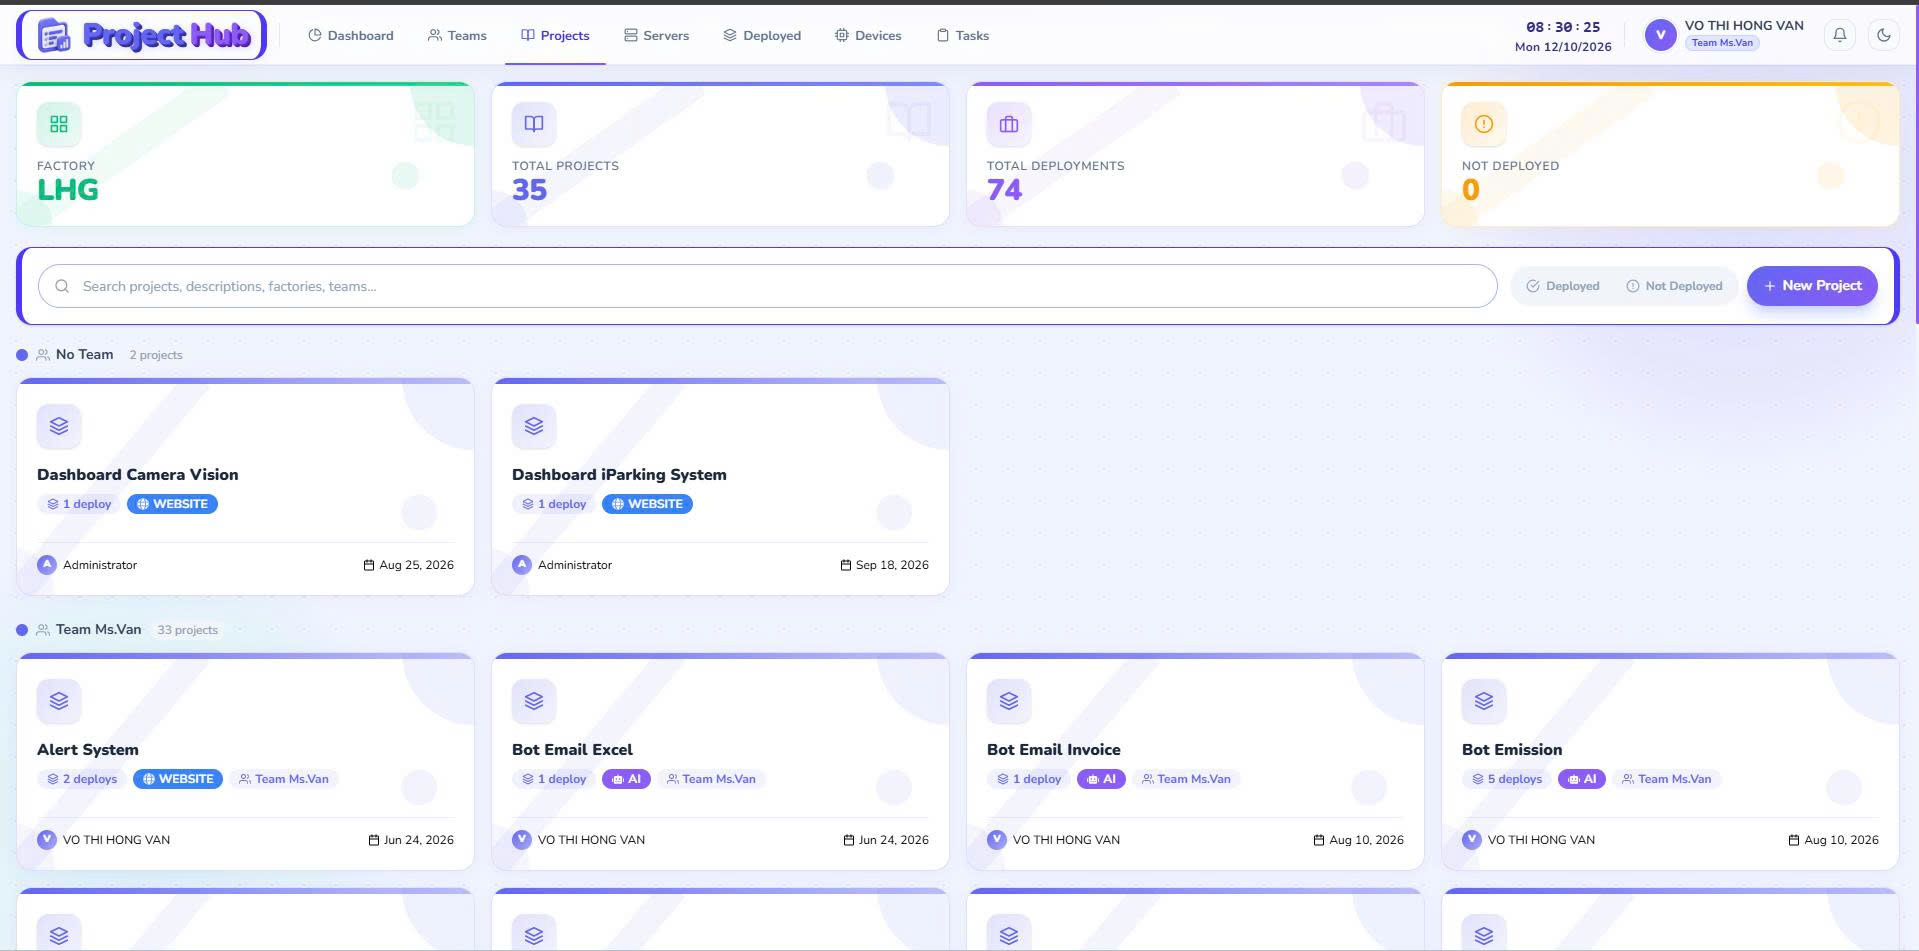 Project Hub
Dashboard
Teams
Projects
Servers
Deployed
Devices
Tasks
08 : 30 : 25
Mon 12/10/2026
V
VO THI HONG VAN
Team Ms.Van
FACTORY
LHG
TOTAL PROJECTS
35
TOTAL DEPLOYMENTS
74
NOT DEPLOYED
0
Search projects, descriptions, factories, teams...
Deployed
Not Deployed
+ New Project
No Team 2 projects
Dashboard Camera Vision
1 deploy WEBSITE
A Administrator Aug 25, 2026
Dashboard iParking System
1 deploy WEBSITE
A Administrator Sep 18, 2026
Team Ms.Van 33 projects
Alert System
2 deploys WEBSITE Team Ms.Van
V VO THI HONG VAN Jun 24, 2026
Bot Email Excel
1 deploy AI Team Ms.Van
V VO THI HONG VAN Jun 24, 2026
Bot Email Invoice
1 deploy AI Team Ms.Van
V VO THI HONG VAN Aug 10, 2026
Bot Emission
5 deploys AI Team Ms.Van
V VO THI HONG VAN Aug 10, 2026